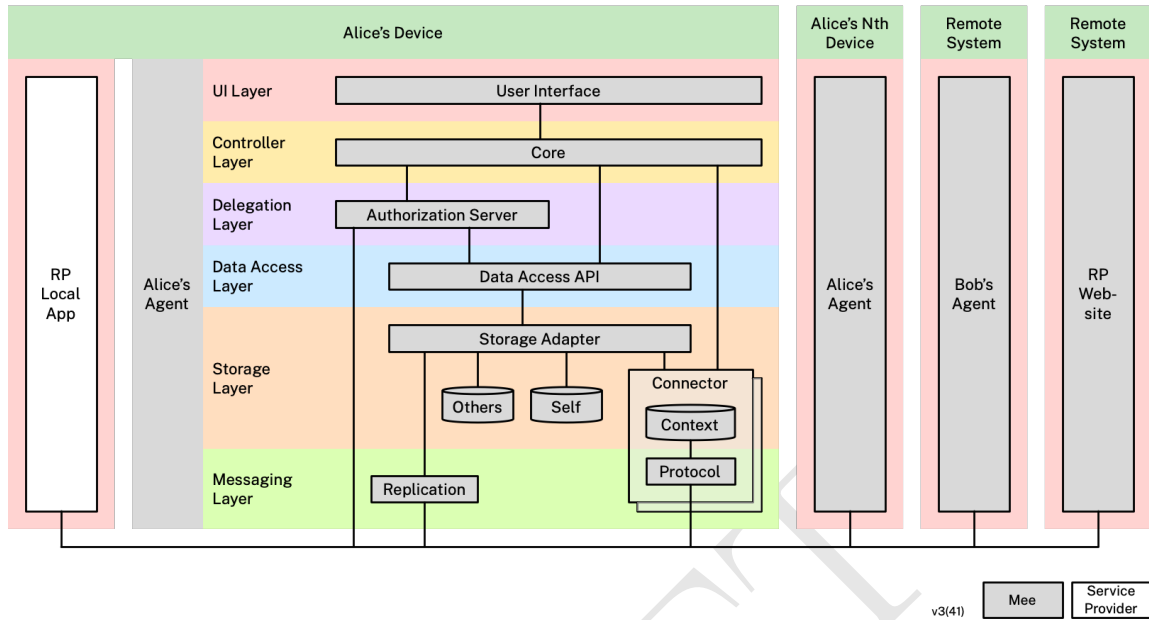 Alice's Device
Alice's Nth
Device
Remote
System
Remote
System
RP
Local
App
Alice's
Agent
UI Layer
User Interface
Controller
Layer
Core
Delegation
Layer
Authorization Server
Data Access
Layer
Data Access API
Storage
Layer
Storage Adapter
Others
Self
Connector
Context
Protocol
Messaging
Layer
Replication
Alice's
Agent
Bob's
Agent
RP
Web-
site
v3(41)
Mee
Service
Provider